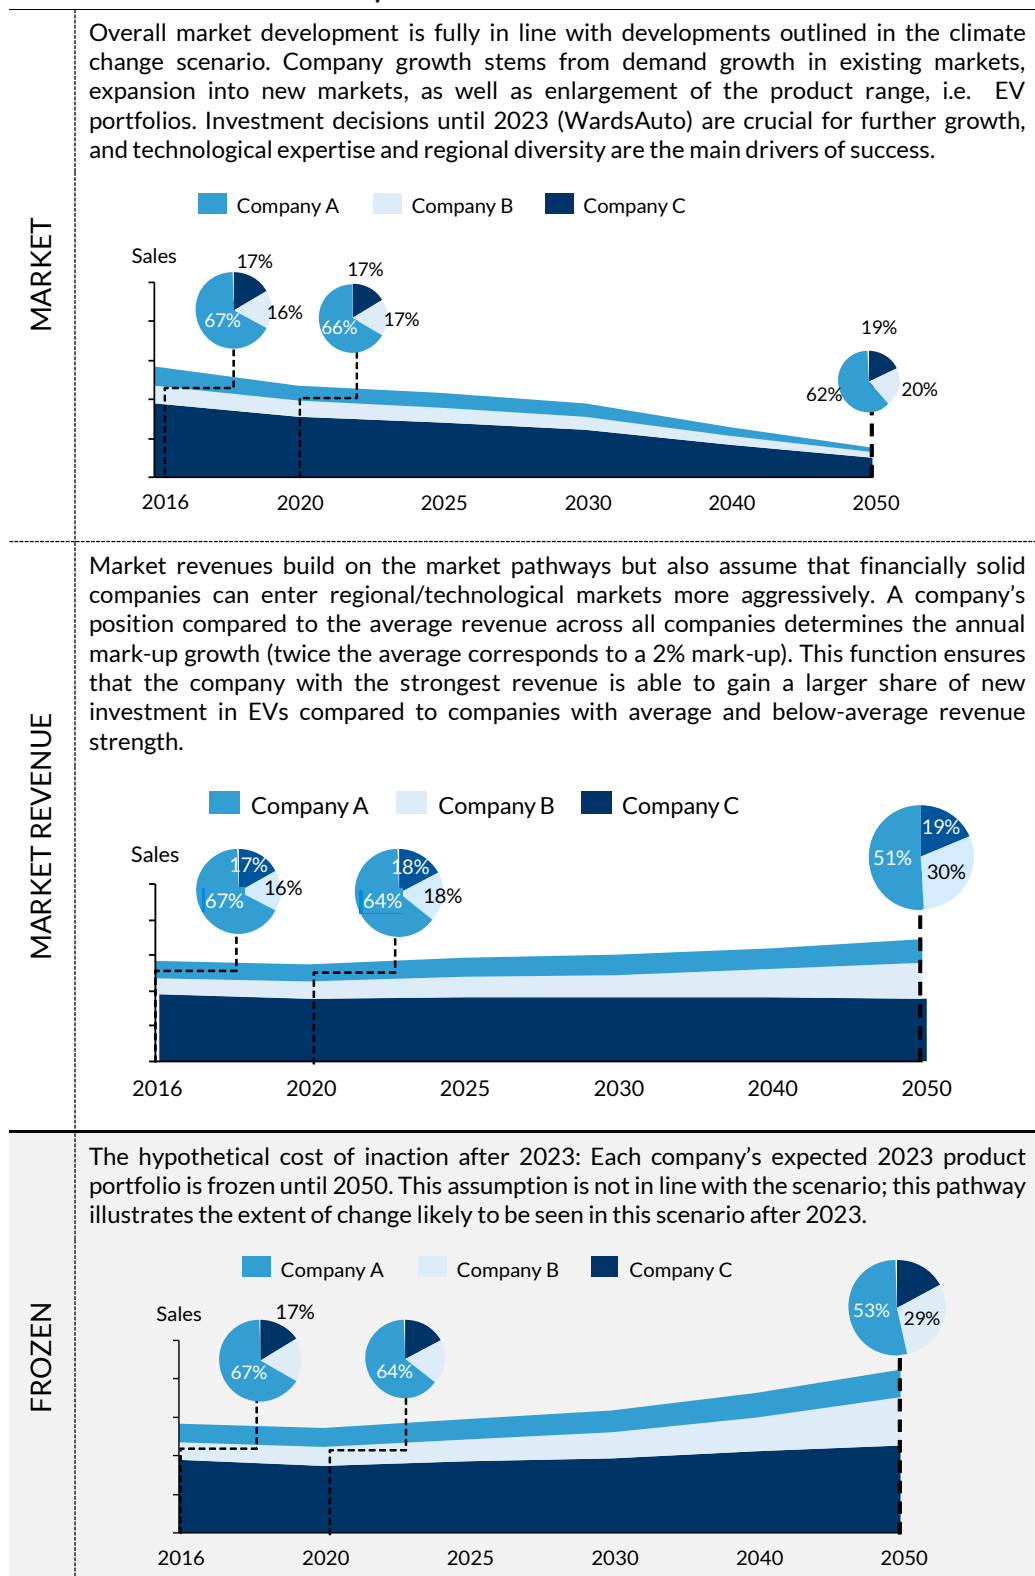 MARKET
Overall market development is fully in line with developments outlined in the climate
change scenario. Company growth stems from demand growth in existing markets,
expansion into new markets, as well as enlargement of the product range, i.e. EV
portfolios. Investment decisions until 2023 (WardsAuto) are crucial for further growth,
and technological expertise and regional diversity are the main drivers of success.
Company A Company B Company C
Sales
17%
16%
67%
17%
17%
66%
19%
20%
62%
2016 2020 2025 2030 2040 2050
MARKET REVENUE
Market revenues build on the market pathways but also assume that financially solid
companies can enter regional/technological markets more aggressively. A company's
position compared to the average revenue across all companies determines the annual
mark-up growth (twice the average corresponds to a 2% mark-up). This function ensures
that the company with the strongest revenue is able to gain a larger share of new
investment in EVs compared to companies with average and below-average revenue
strength.
Company A Company B Company C
Sales
17%
16%
67%
18%
18%
64%
19%
30%
51%
2016 2020 2025 2030 2040 2050
FROZEN
The hypothetical cost of inaction after 2023: Each company's expected 2023 product
portfolio is frozen until 2050. This assumption is not in line with the scenario; this pathway
illustrates the extent of change likely to be seen in this scenario after 2023.
Company A Company B Company C
Sales
17%
67%
64%
53%
29%
2016 2020 2025 2030 2040 2050